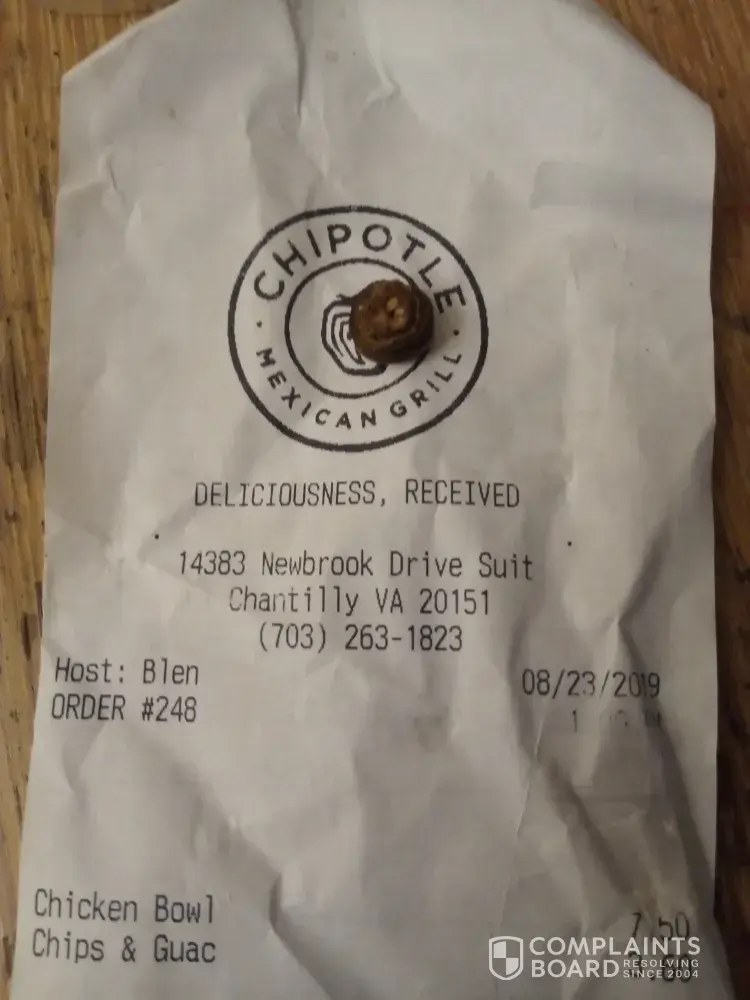 CHIPOTLE
MEXICAN GRILL
DELICIOUSNESS, RECEIVED
14383 Newbrook Drive Suit
Chantilly VA 20151
(703) 263-1823
Host: Blen
08/23/2019
ORDER #248
Chicken Bowl 7.50
Chips & Guac
COMPLAINTS
BOARD
RESOLVING
SINCE 2004